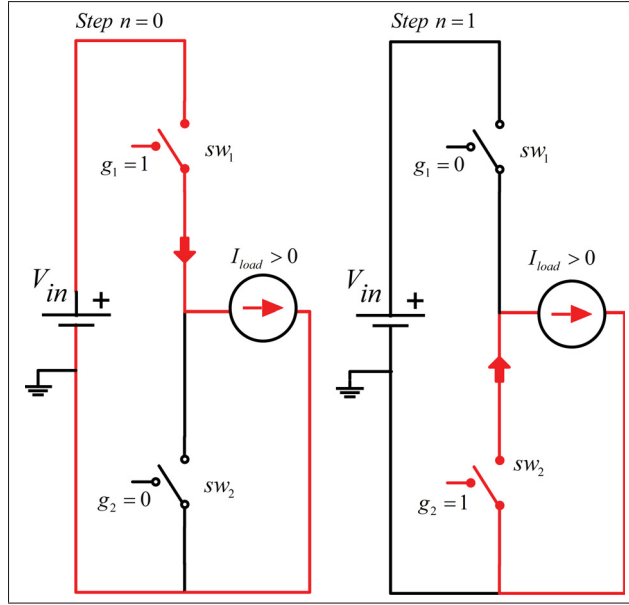 Step n = 0
sw₁
g₁ = 1
I_load > 0
V_in
+
sw₂
g₂ = 0
Step n = 1
sw₁
g₁ = 0
I_load > 0
V_in
+
sw₂
g₂ = 1